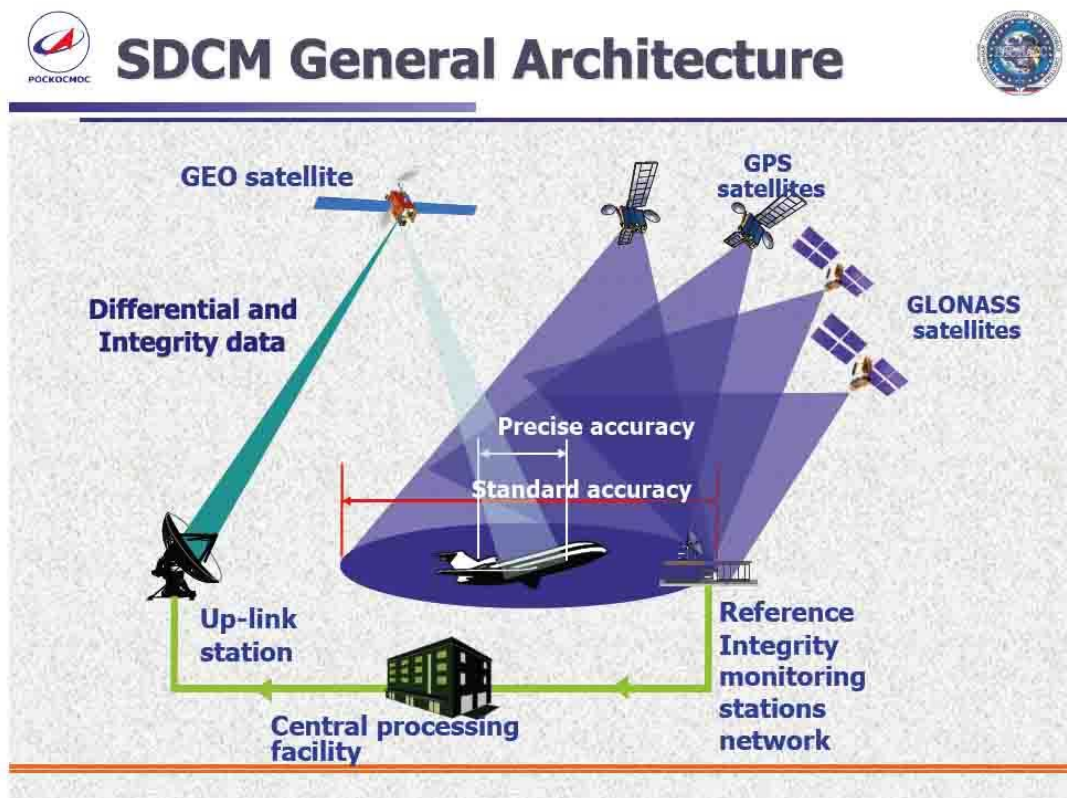 РОСКОСМОС
SDCM General Architecture
GEO satellite
GPS
satellites
Differential and
Integrity data
GLONASS
satellites
Precise accuracy
Standard accuracy
Up-link
station
Reference
Integrity
monitoring
stations
network
Central processing
facility